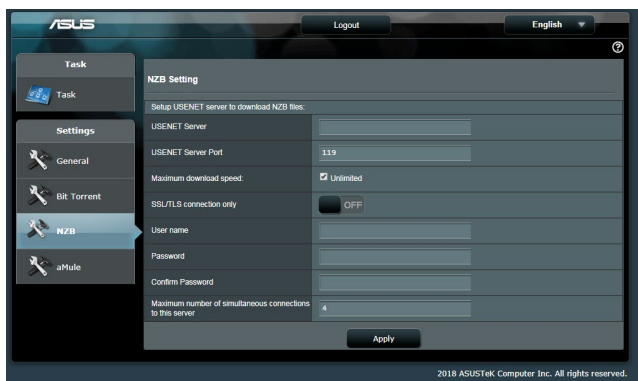 ASUS
Logout
English
Task
Task
Settings
General
Bit Torrent
NZB
aMule
NZB Setting
Setup USENET server to download NZB files:
USENET Server
USENET Server Port 119
Maximum download speed: Unlimited
SSL/TLS connection only OFF
User name
Password
Confirm Password
Maximum number of simultaneous connections
to this server 4
Apply
2018 ASUSTeK Computer Inc. All rights reserved.